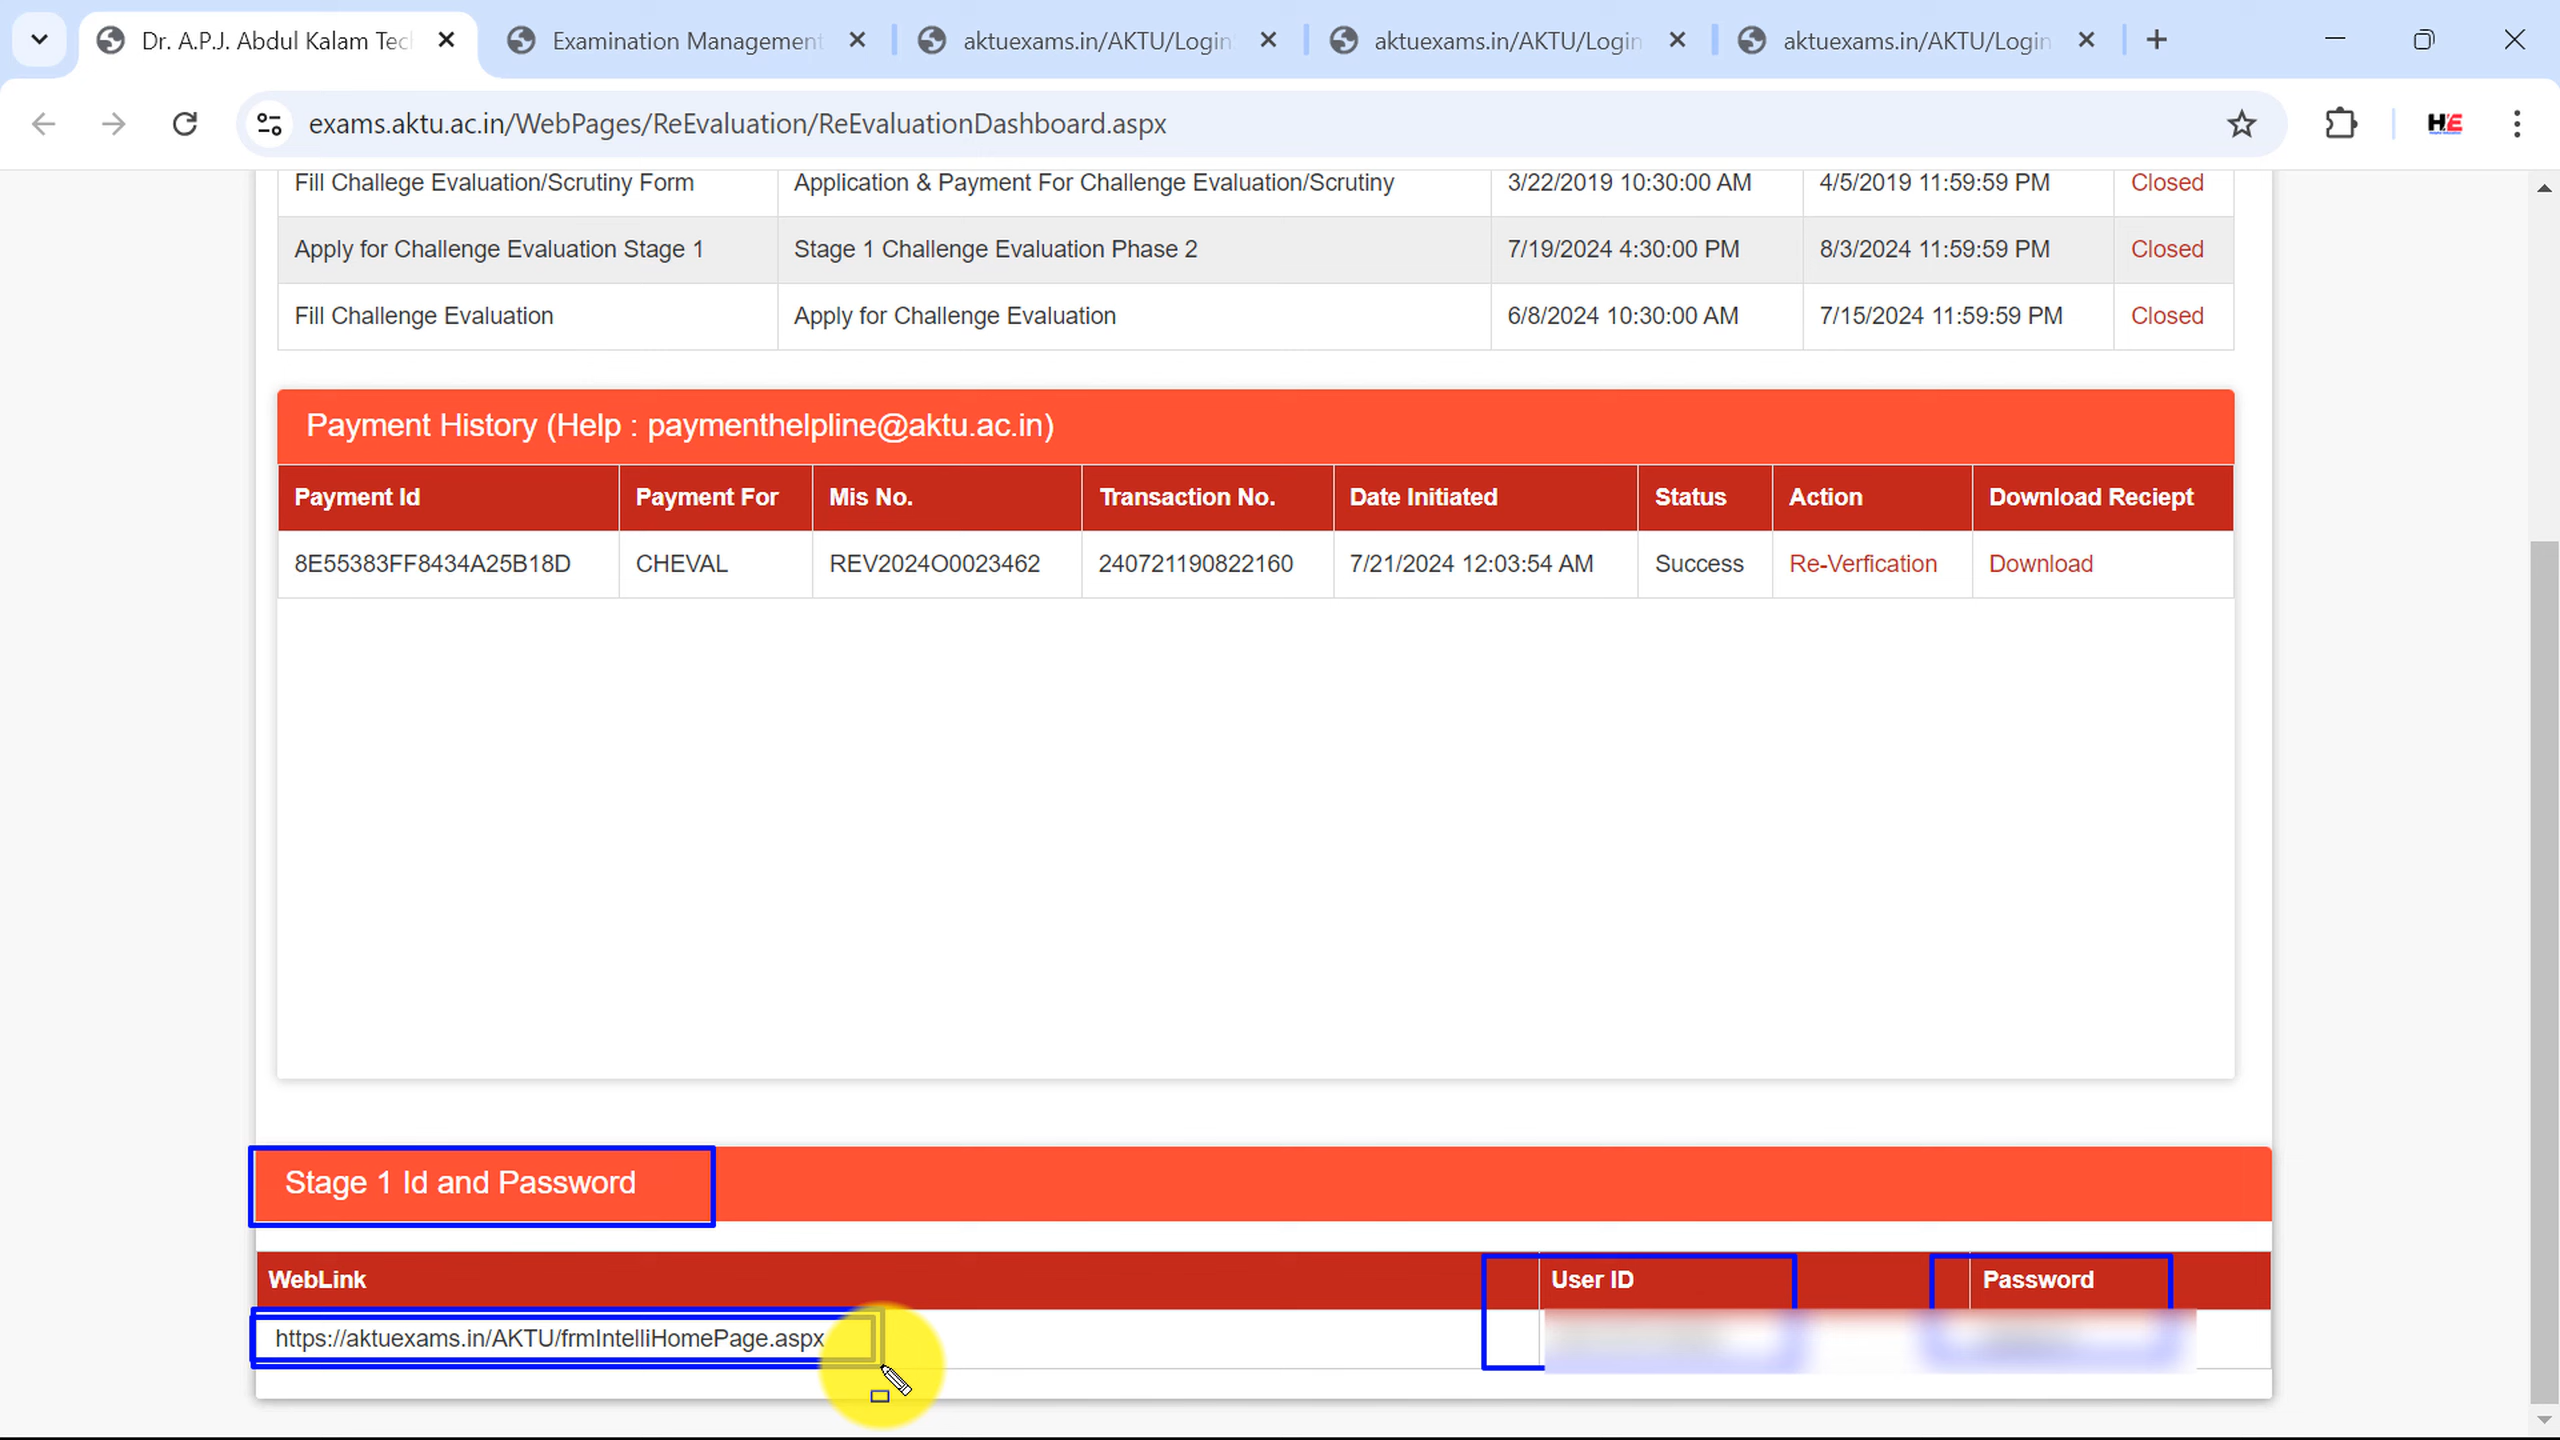 Dr. A.P.J. Abdul Kalam Tec
Examination Management
aktuexams.in/AKTU/Login
aktuexams.in/AKTU/Login
aktuexams.in/AKTU/Login
exams.aktu.ac.in/WebPages/ReEvaluation/ReEvaluationDashboard.aspx
HE
Fill Challege Evaluation/Scrutiny Form Application & Payment For Challenge Evaluation/Scrutiny 3/22/2019 10:30:00 AM 4/5/2019 11:59:59 PM Closed
Apply for Challenge Evaluation Stage 1 Stage 1 Challenge Evaluation Phase 2 7/19/2024 4:30:00 PM 8/3/2024 11:59:59 PM Closed
Fill Challenge Evaluation Apply for Challenge Evaluation 6/8/2024 10:30:00 AM 7/15/2024 11:59:59 PM Closed
Payment History (Help : paymenthelpline@aktu.ac.in)
Payment Id Payment For Mis No. Transaction No. Date Initiated Status Action Download Reciept
8E55383FF8434A25B18D CHEVAL REV2024O0023462 240721190822160 7/21/2024 12:03:54 AM Success Re-Verfication Download
Stage 1 Id and Password
WebLink User ID Password
https://aktuexams.in/AKTU/frmIntelliHomePage.aspx